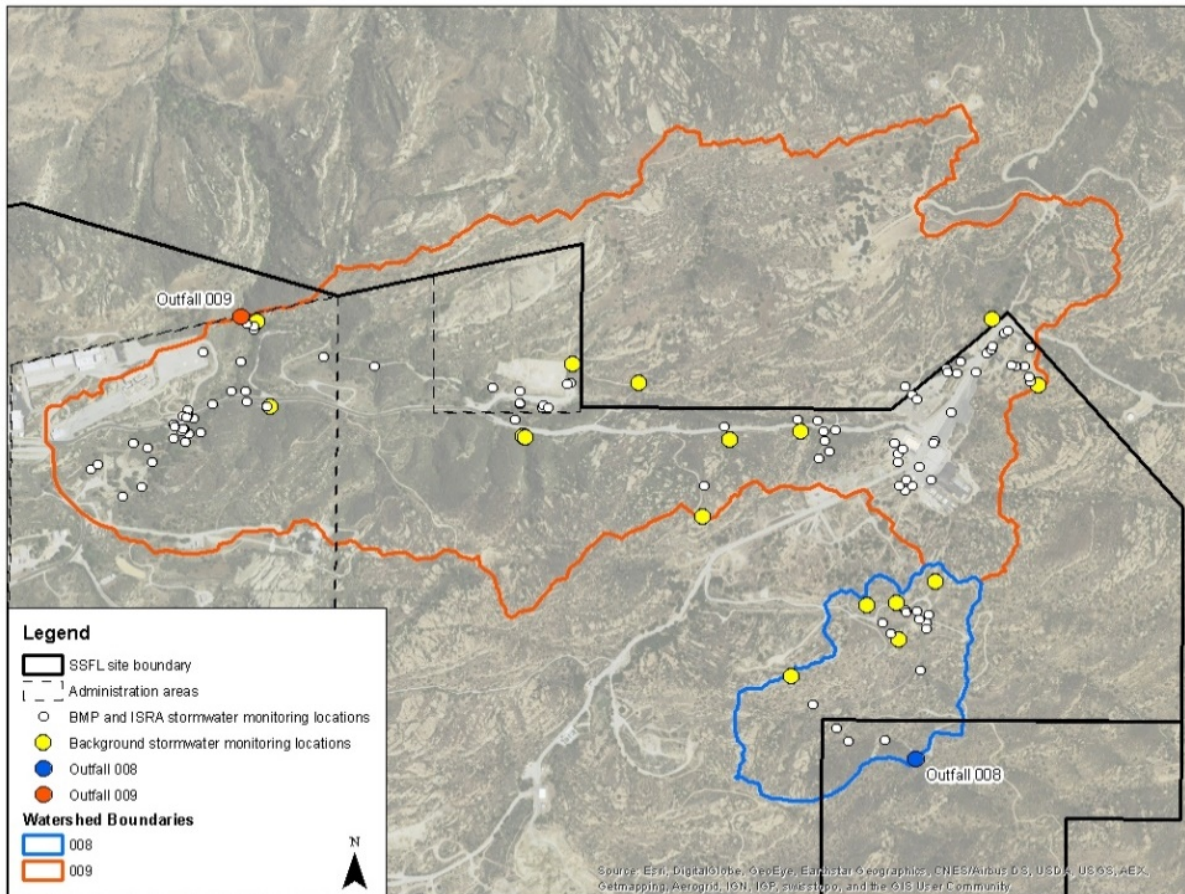 Outfall 009
Outfall 008
Legend
SSFL site boundary
Administration areas
BMP and ISRA stormwater monitoring locations
Background stormwater monitoring locations
Outfall 008
Outfall 009
Watershed Boundaries
008
009
N
Source: Esri, DigitalGlobe, GeoEye, Earthstar Geographics, CNES/Airbus DS, USDA, USGS, AEX,
Getmapping, Aerogrid, IGN, IGP, swisstopo, and the GIS User Community